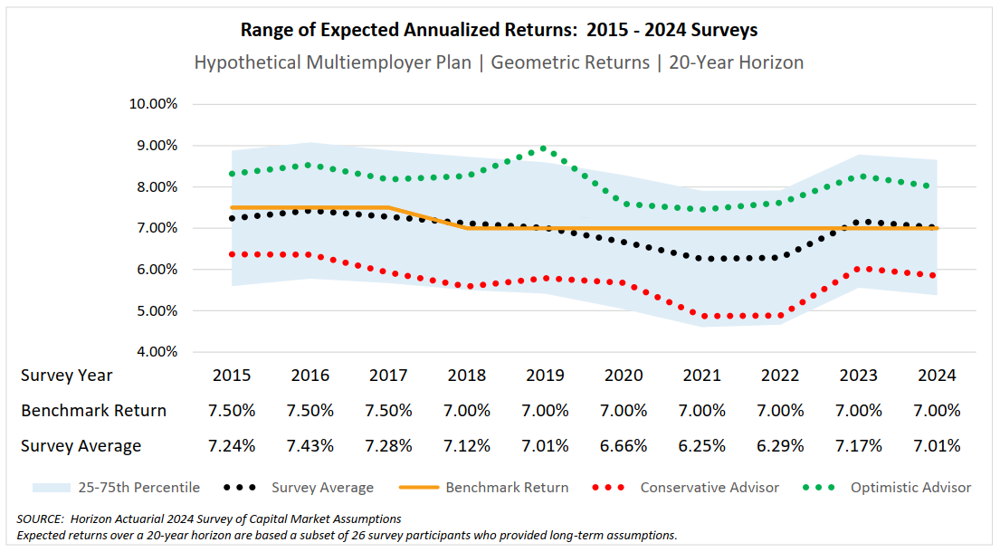 Range of Expected Annualized Returns:  2015 - 2024 Surveys
Hypothetical Multiemployer Plan | Geometric Returns | 20-Year Horizon
10.00%
9.00%
8.00%
7.00%
6.00%
5.00%
4.00%
Survey Year 2015 2016 2017 2018 2019 2020 2021 2022 2023 2024
Benchmark Return 7.50% 7.50% 7.50% 7.00% 7.00% 7.00% 7.00% 7.00% 7.00% 7.00%
Survey Average 7.24% 7.43% 7.28% 7.12% 7.01% 6.66% 6.25% 6.29% 7.17% 7.01%
25-75th Percentile Survey Average Benchmark Return Conservative Advisor Optimistic Advisor
SOURCE:  Horizon Actuarial 2024 Survey of Capital Market Assumptions
Expected returns over a 20-year horizon are based a subset of 26 survey participants who provided long-term assumptions.